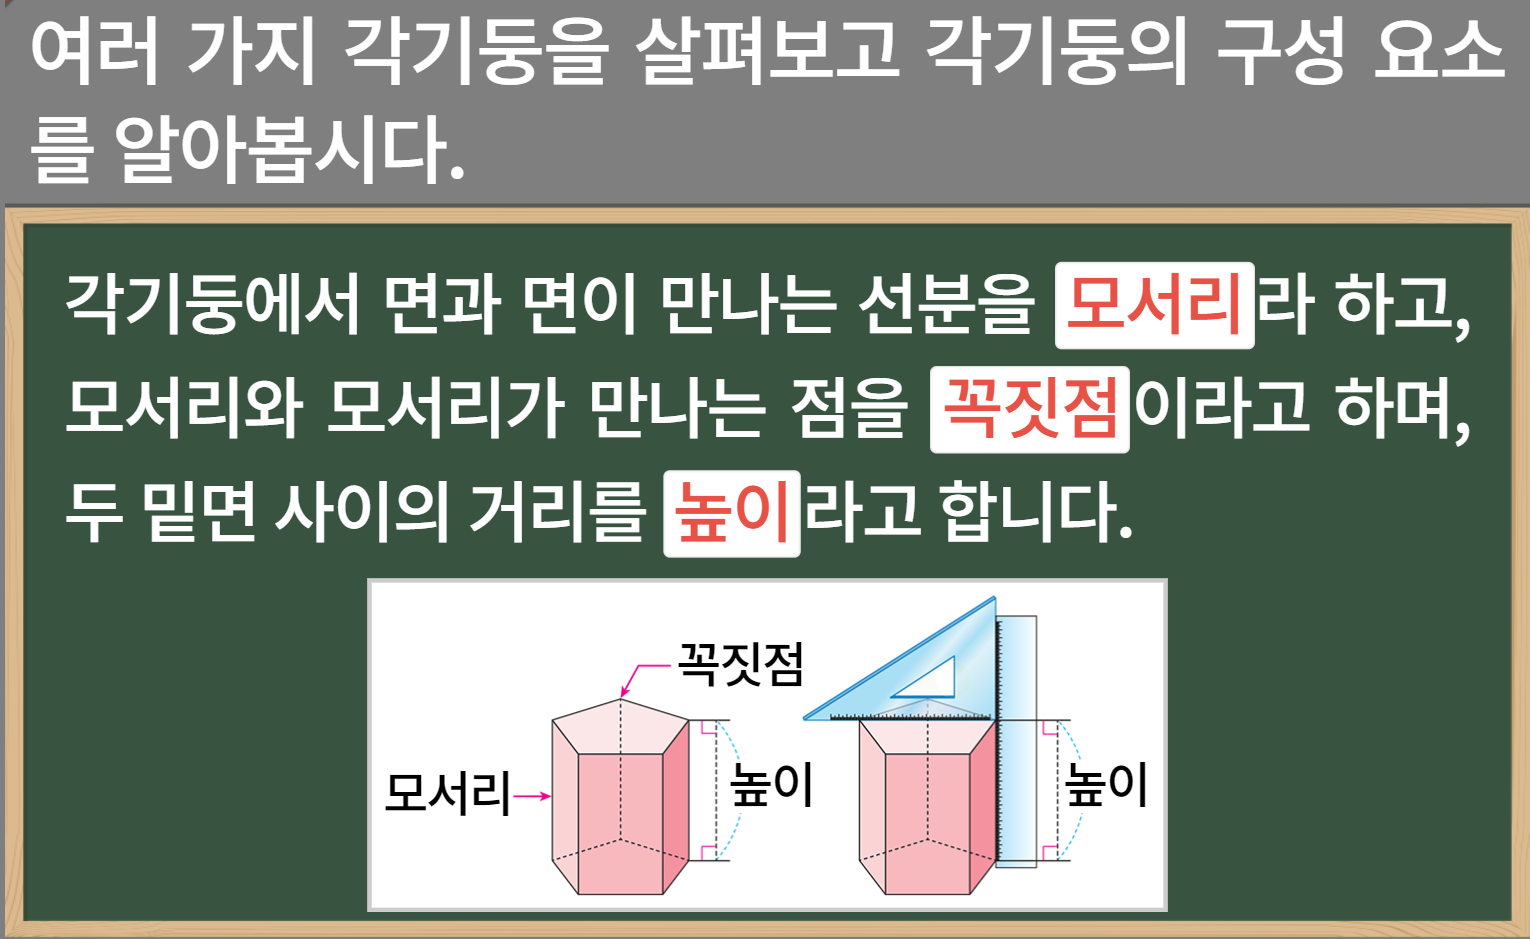 여러 가지 각기둥을 살펴보고 각기둥의 구성 요소
를 알아봅시다.
각기둥에서 면과 면이 만나는 선분을 모서리라 하고,
모서리와 모서리가 만나는 점을 꼭짓점이라고 하며,
두 밑면 사이의 거리를 높이라고 합니다.
꼭짓점
모서리
높이
높이